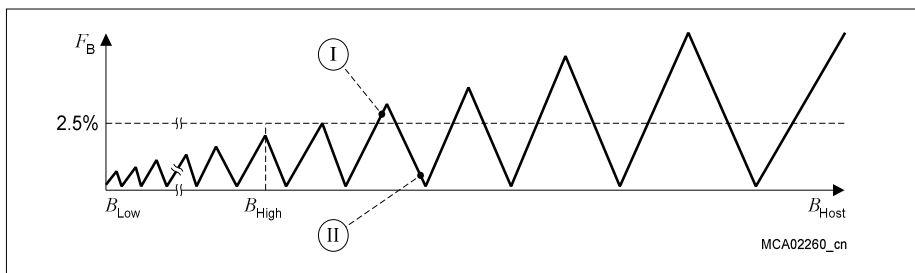 F_B
I
2.5%
B_Low
B_High
B_Host
II
MCA02260_cn